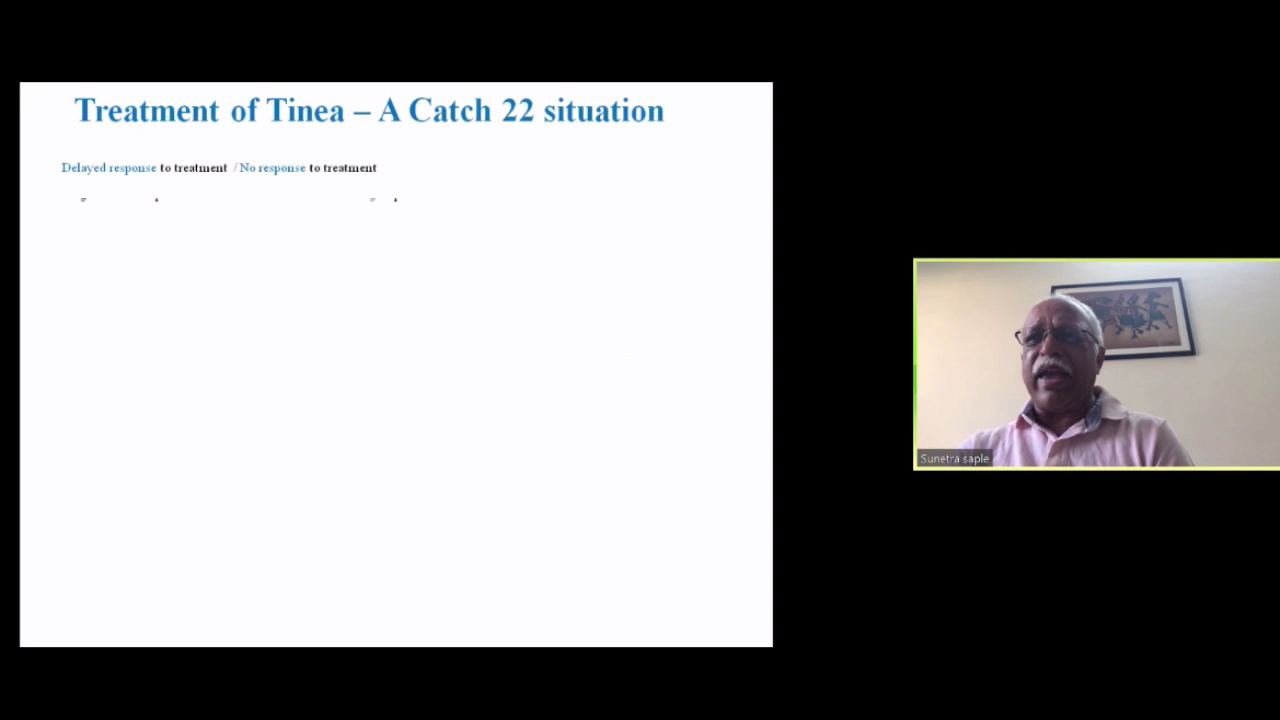 Treatment of Tinea – A Catch 22 situation
Delayed response to treatment / No response to treatment
Sunetra saple